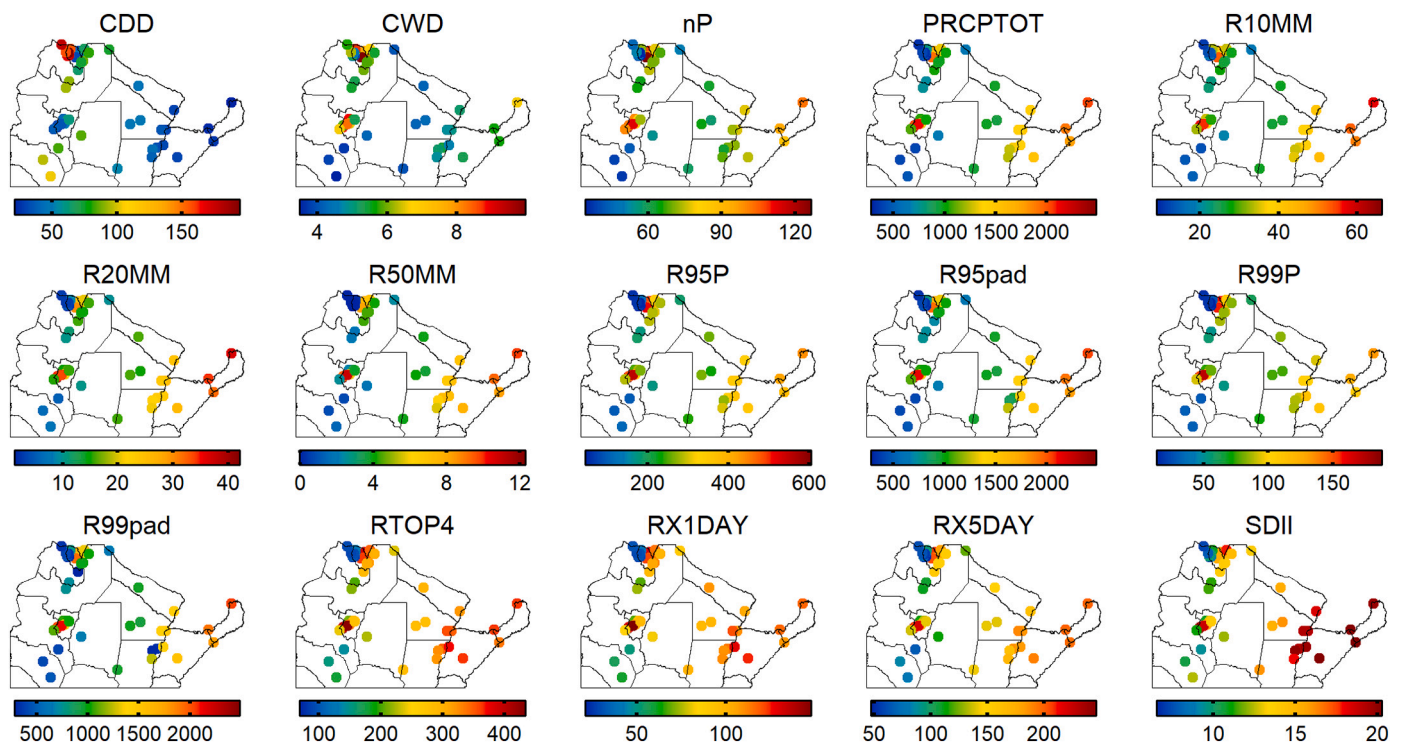 CDD CWD nP PRCPTOT R10MM
50 100 150 4 6 8 60 90 120 500 1000 1500 2000 20 40 60
R20MM R50MM R95P R95pad R99P
10 20 30 40 0 4 8 12 200 400 600 500 1000 1500 2000 50 100 150
R99pad RTOP4 RX1DAY RX5DAY SDII
500 1000 1500 2000 100 200 300 400 50 100 50 100 150 200 10 15 20